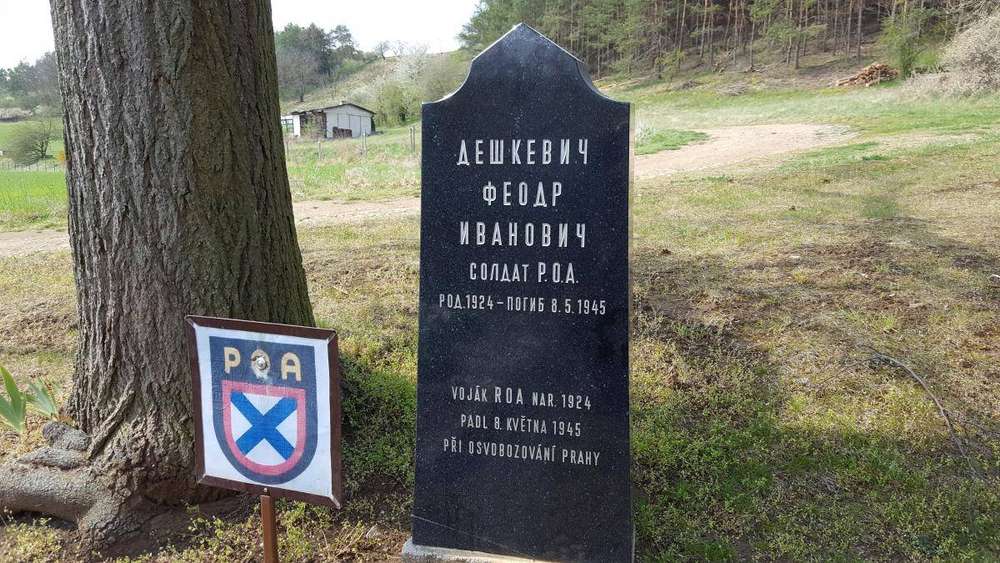 ДЕШКЕВИЧ
ФЕОДР
ИВАНОВИЧ
СОЛДАТ Р.О.А.
РОД.1924 – ПОГИБ 8.5.1945
VOJÁK ROA NAR. 1924
PADL 8. KVĚTNA 1945
PŘI OSVOBOZOVÁNÍ PRAHY
РОА